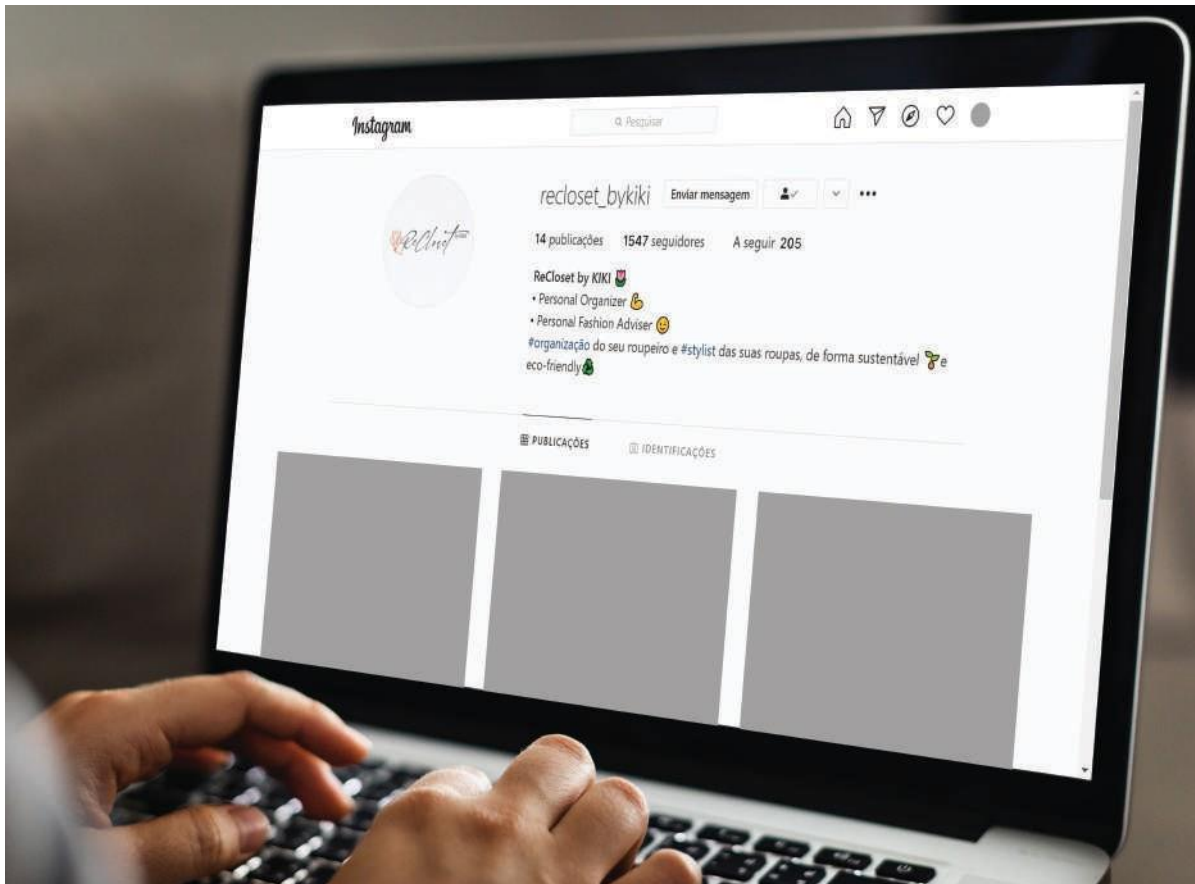 Instagram
Pesquisar
recloset_bykiki Enviar mensagem
14 publicações 1547 seguidores A seguir 205
ReCloset by KIKI 🌷
• Personal Organizer 💪
• Personal Fashion Adviser 😉
#organização do seu roupeiro e #stylist das suas roupas, de forma sustentável 🌱e
eco-friendly
PUBLICAÇÕES IDENTIFICAÇÕES
ReCloset